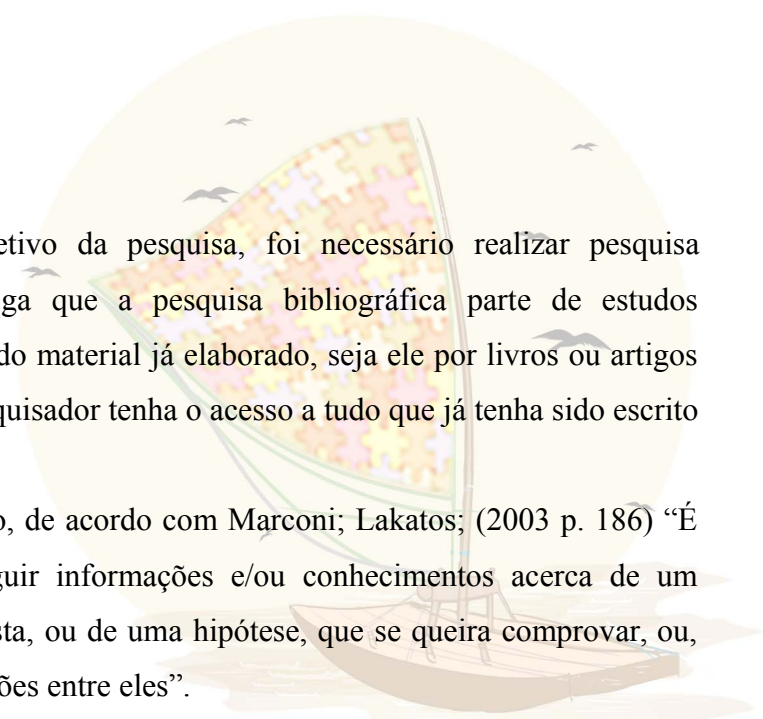 etivo da pesquisa, foi necessário realizar pesquisa
ga que a pesquisa bibliográfica parte de estudos
do material já elaborado, seja ele por livros ou artigos
quisador tenha o acesso a tudo que já tenha sido escrito
o, de acordo com Marconi; Lakatos; (2003 p. 186) “É
guir informações e/ou conhecimentos acerca de um
sta, ou de uma hipótese, que se queira comprovar, ou,
ões entre eles”.